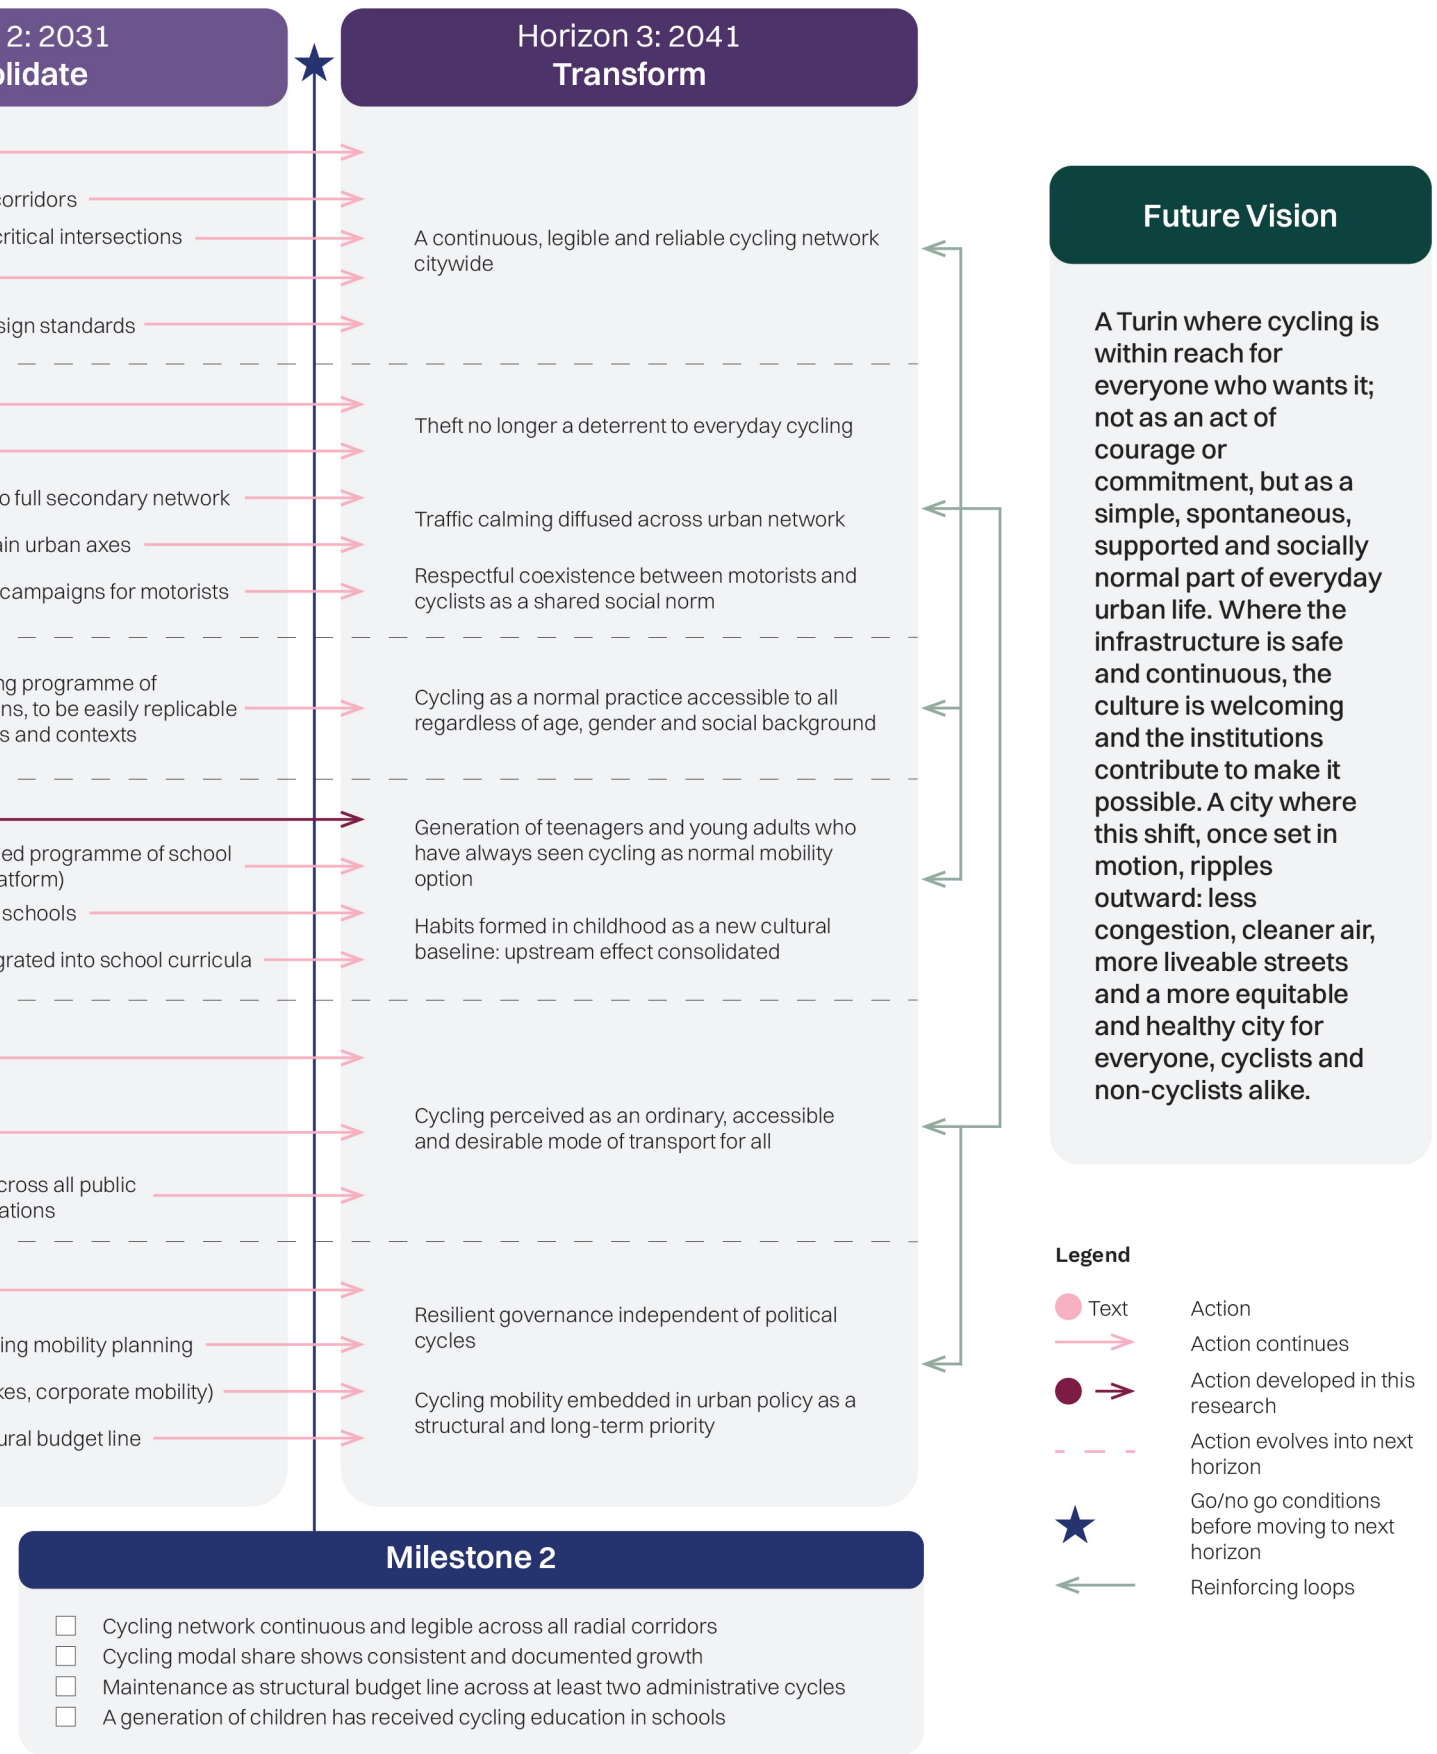 2: 2031
Horizon 3: 2041
Transform
corridors
critical intersections
A continuous, legible and reliable cycling network
citywide
sign standards
Theft no longer a deterrent to everyday cycling
o full secondary network
Traffic calming diffused across urban network
ain urban axes
campaigns for motorists
Respectful coexistence between motorists and
cyclists as a shared social norm
ng programme of
ns, to be easily replicable
s and contexts
Cycling as a normal practice accessible to all
regardless of age, gender and social background
ed programme of school
atform)
schools
grated into school curricula
Generation of teenagers and young adults who
have always seen cycling as normal mobility
option
Habits formed in childhood as a new cultural
baseline: upstream effect consolidated
cross all public
ations
Cycling perceived as an ordinary, accessible
and desirable mode of transport for all
ing mobility planning
kes, corporate mobility)
ural budget line
Resilient governance independent of political
cycles
Cycling mobility embedded in urban policy as a
structural and long-term priority
Future Vision
A Turin where cycling is
within reach for
everyone who wants it;
not as an act of
courage or
commitment, but as a
simple, spontaneous,
supported and socially
normal part of everyday
urban life. Where the
infrastructure is safe
and continuous, the
culture is welcoming
and the institutions
contribute to make it
possible. A city where
this shift, once set in
motion, ripples
outward: less
congestion, cleaner air,
more liveable streets
and a more equitable
and healthy city for
everyone, cyclists and
non-cyclists alike.
Legend
Text Action
Action continues
Action developed in this
research
Action evolves into next
horizon
Go/no go conditions
before moving to next
horizon
Reinforcing loops
Milestone 2
Cycling network continuous and legible across all radial corridors
Cycling modal share shows consistent and documented growth
Maintenance as structural budget line across at least two administrative cycles
A generation of children has received cycling education in schools